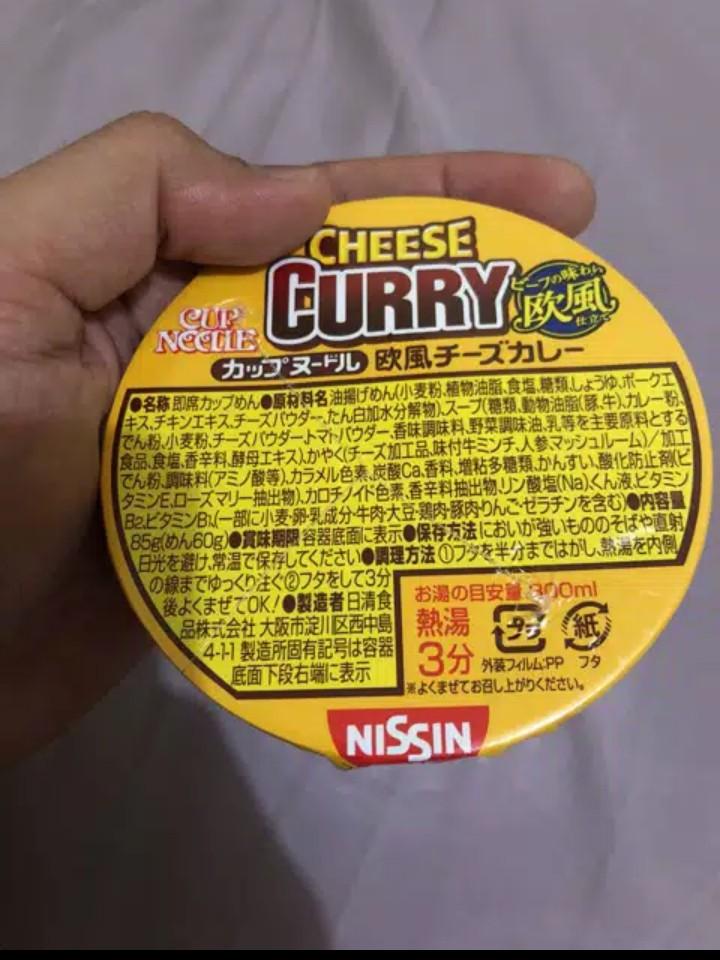 CHEESE
CURRY
ビーフの味わい
欧風
仕立て
CUP
NOODLE
カップヌードル 欧風チーズカレー
●名称 即席カップめん●原材料名 油揚げめん(小麦粉、植物油脂、食塩、糖類、しょうゆ、ポークエ
キス、チキンエキス、チーズパウダー、たん白加水分解物)、スープ(糖類、動物油脂(豚、牛)、カレー粉、
でん粉、小麦粉、チーズパウダー、トマトパウダー、香味調味料、野菜調味油、乳等を主要原料とする
食品、食塩、香辛料、酵母エキス)、かやく(チーズ加工品、味付牛ミンチ、人参、マッシュルーム)/加工
でん粉、調味料(アミノ酸等)、カラメル色素、炭酸Ca、香料、増粘多糖類、かんすい、酸化防止剤(ビ
タミンE、ローズマリー抽出物)、カロチノイド色素、香辛料抽出物、リン酸塩(Na)、くん液、ビタミン
B2、ビタミンB1、(一部に小麦・卵・乳成分・牛肉・大豆・鶏肉・豚肉・りんご・ゼラチンを含む)●内容量
85g(めん60g)●賞味期限 容器底面に表示●保存方法 においが強いもののそばや直射
日光を避け、常温で保存してください●調理方法 ①フタを半分まではがし、熱湯を内側
の線までゆっくり注ぐ②フタをして3分
後よくまぜてOK!●製造者 日清食
品株式会社 大阪市淀川区西中島
4-1-1 製造所固有記号は容器
底面下段右端に表示
お湯の目安量 300ml
熱湯
3分
プラ
外装フィルム:PP
紙
フタ
※よくまぜてお召し上がりください。
NISSIN